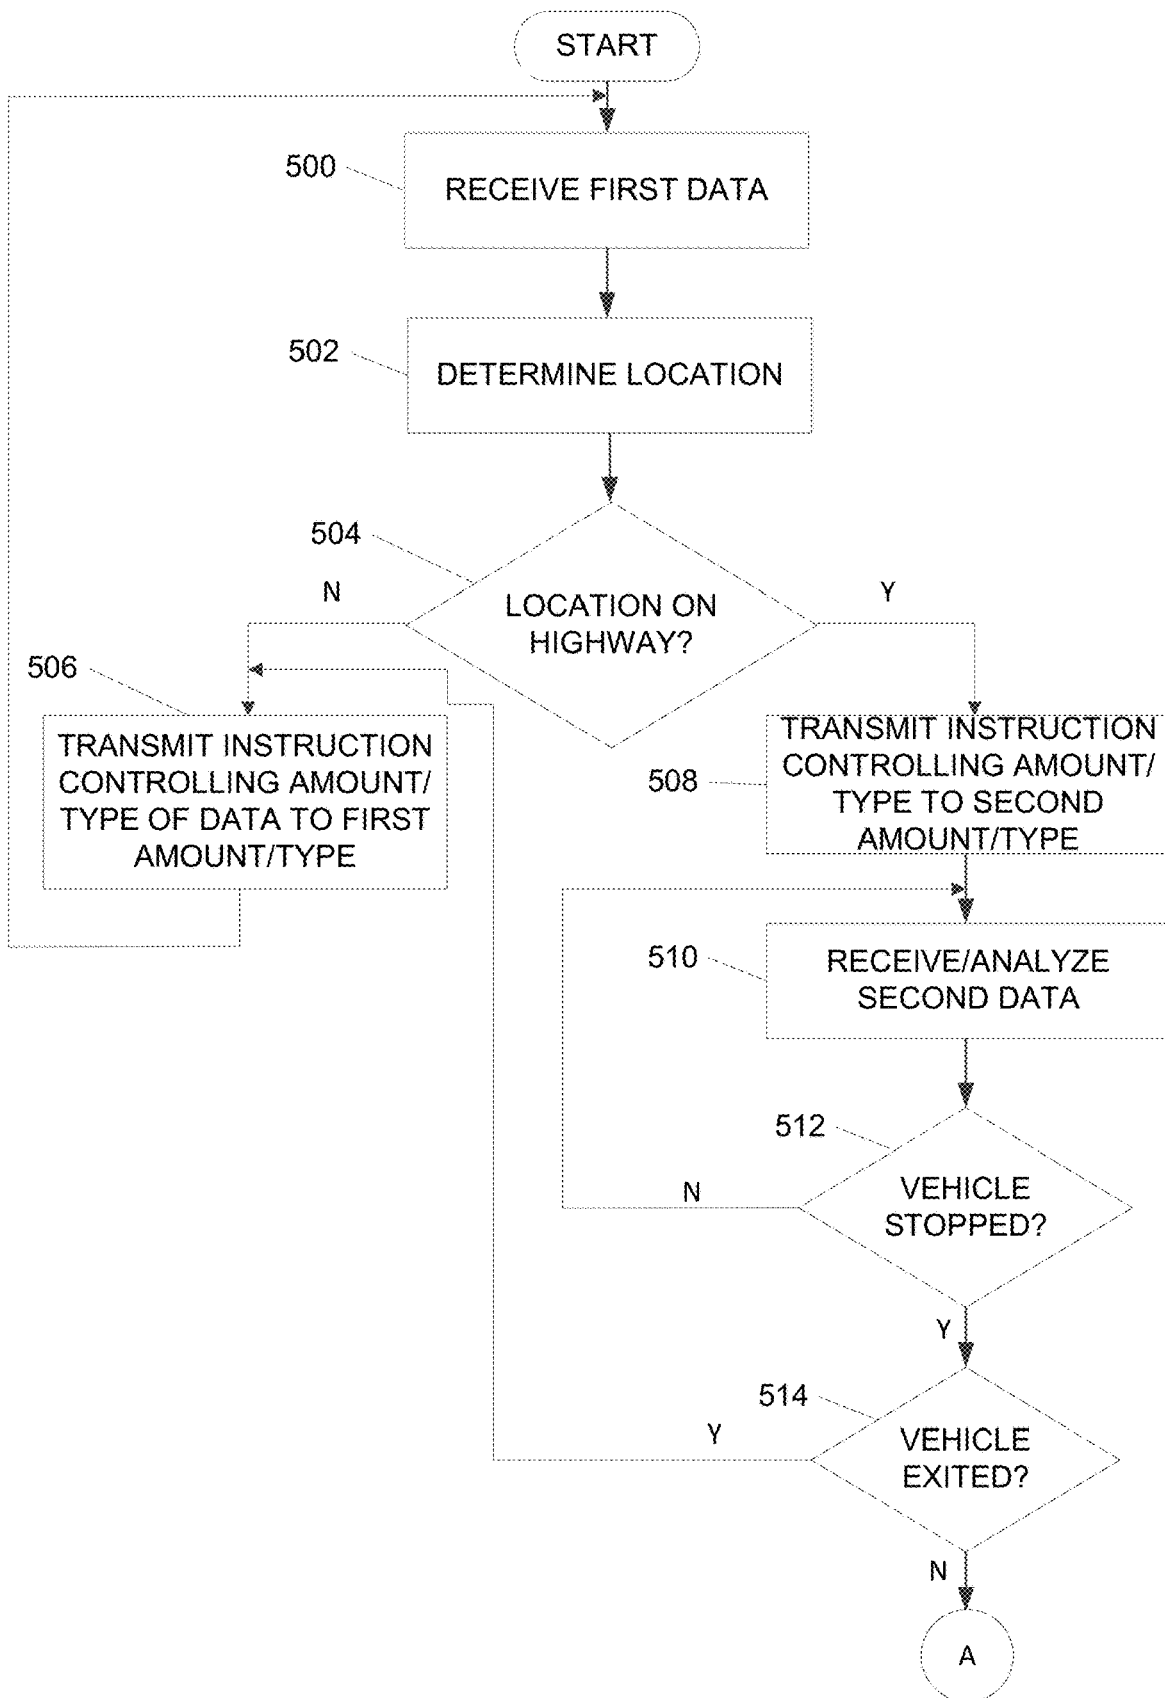 START
500
RECEIVE FIRST DATA
502
DETERMINE LOCATION
504
N
LOCATION ON
HIGHWAY?
Y
506
TRANSMIT INSTRUCTION
CONTROLLING AMOUNT/
TYPE OF DATA TO FIRST
AMOUNT/TYPE
508
TRANSMIT INSTRUCTION
CONTROLLING AMOUNT/
TYPE TO SECOND
AMOUNT/TYPE
510
RECEIVE/ANALYZE
SECOND DATA
512
N
VEHICLE
STOPPED?
Y
514
Y
VEHICLE
EXITED?
N
A